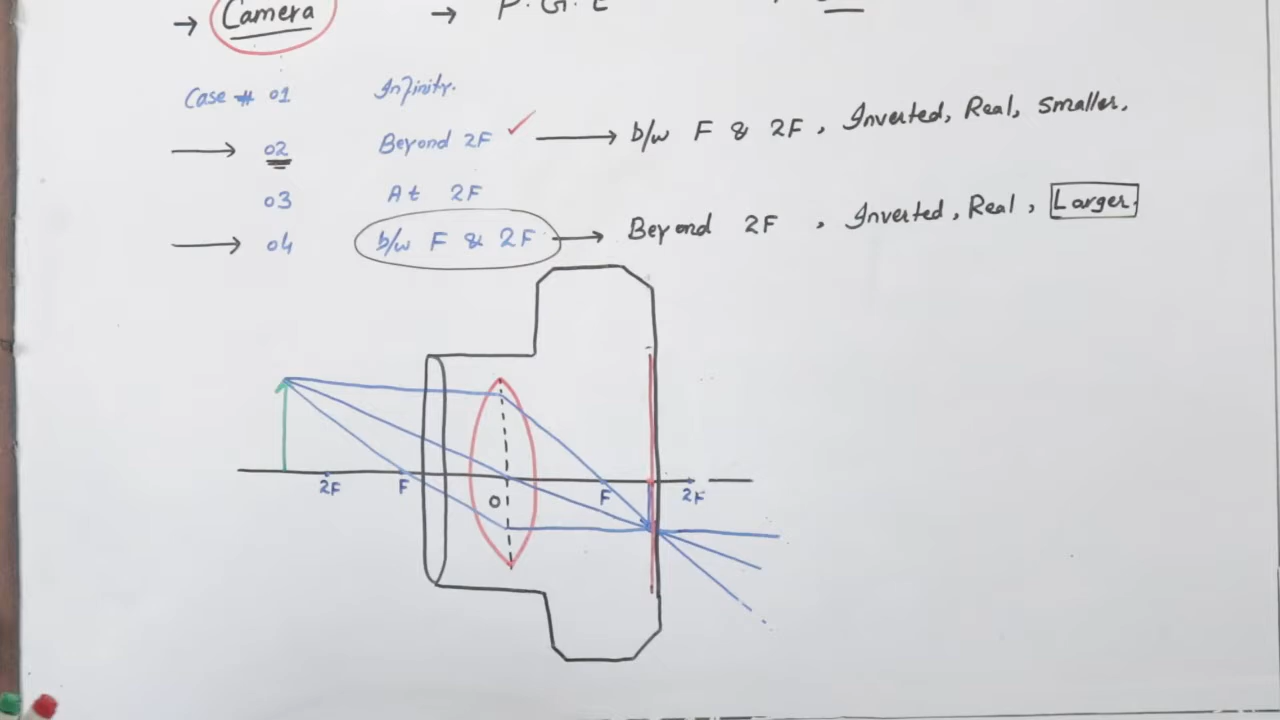 → Camera →
Case # 01 Infinity.
→ 02 Beyond 2F ✓ → b/w F & 2F, Inverted, Real, Smaller.
03 At 2F
→ 04 b/w F & 2F → Beyond 2F, Inverted, Real, Larger.
2F F O F 2F